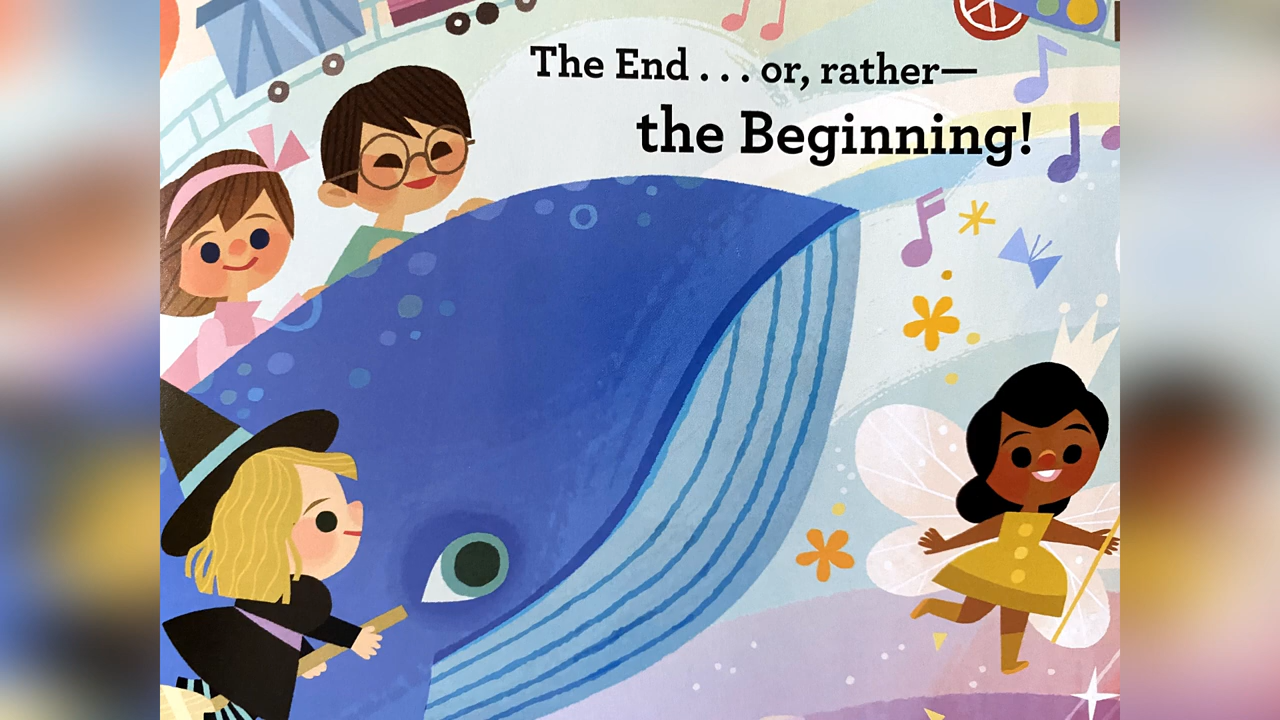 The End . . . or, rather—
the Beginning!